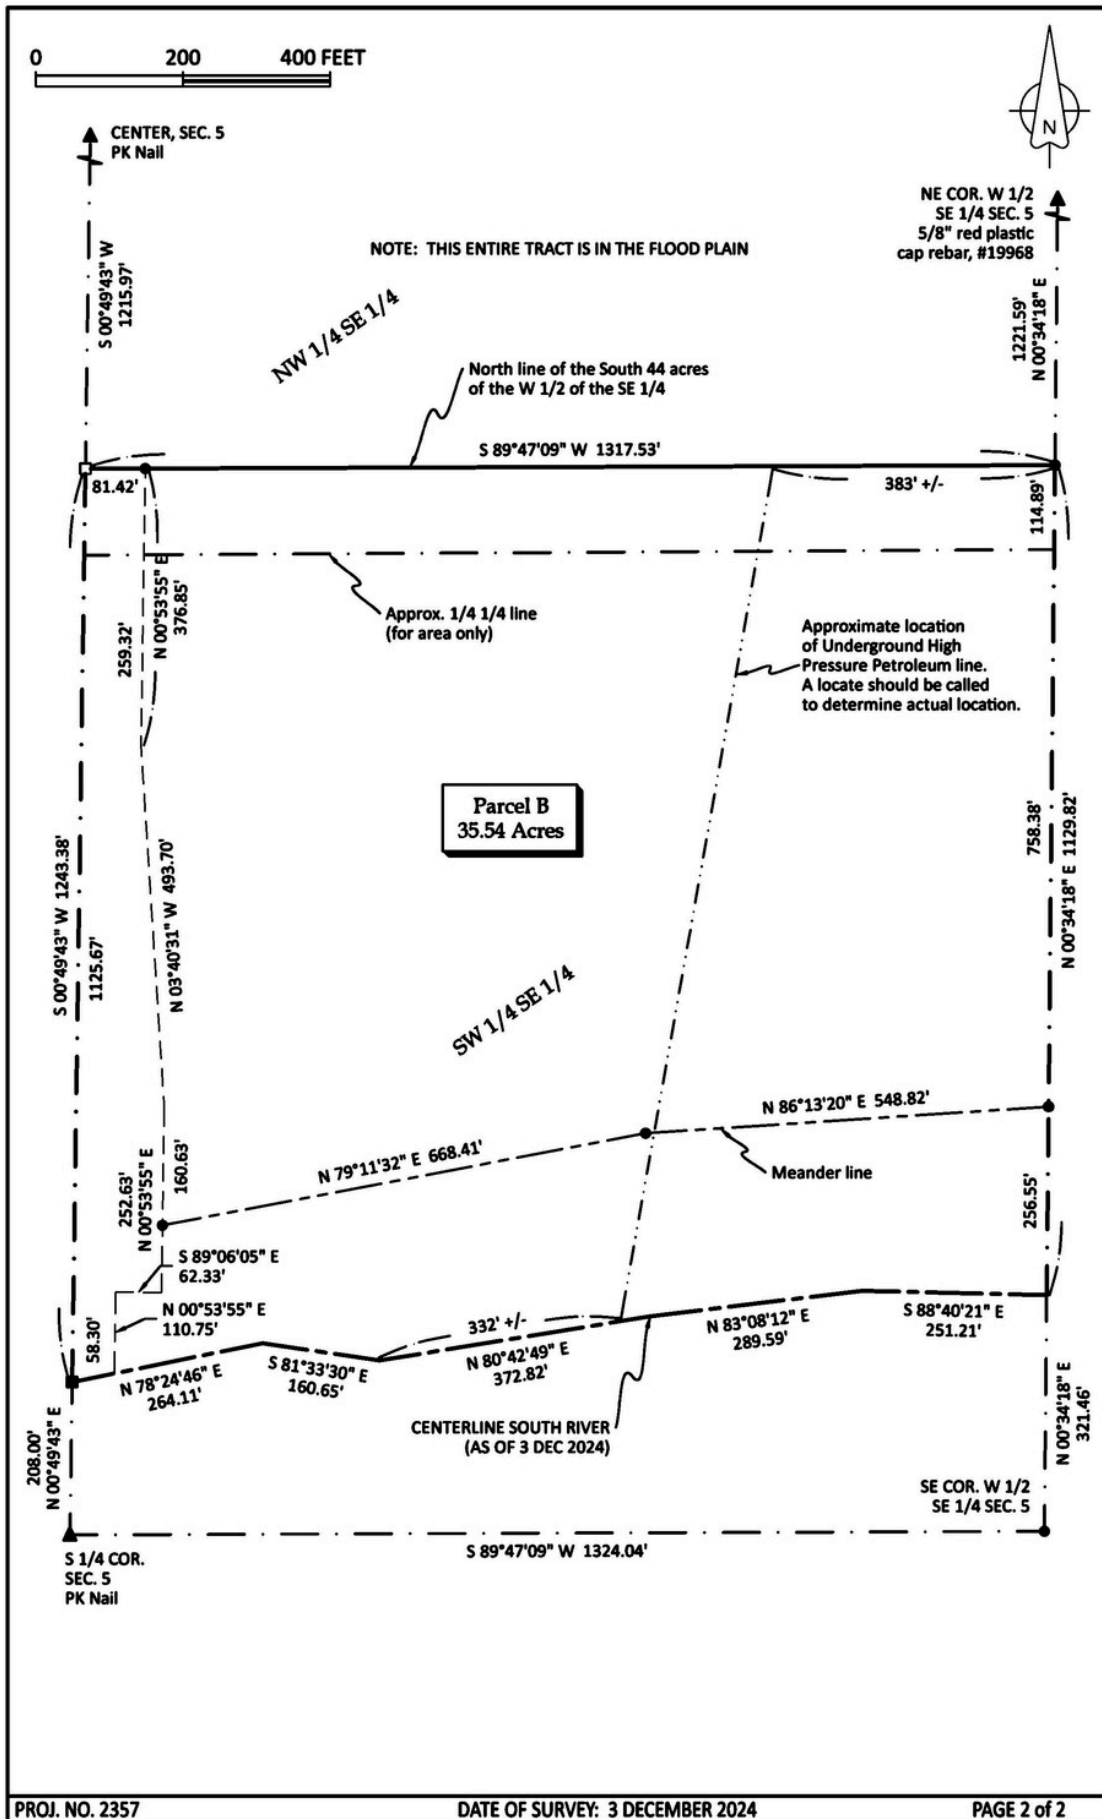 0 200 400 FEET
CENTER, SEC. 5
PK Nail
N
NE COR. W 1/2
SE 1/4 SEC. 5
5/8" red plastic
cap rebar, #19968
NOTE: THIS ENTIRE TRACT IS IN THE FLOOD PLAIN
S 00°49'43" W
1215.97'
1221.59'
N 00°34'18" E
NW 1/4 SE 1/4
North line of the South 44 acres
of the W 1/2 of the SE 1/4
S 89°47'09" W 1317.53'
81.42'
383' +/-
114.89'
259.32'
N 00°53'55" E
376.85'
Approx. 1/4 1/4 line
(for area only)
Approximate location
of Underground High
Pressure Petroleum line.
A locate should be called
to determine actual location.
Parcel B
35.54 Acres
S 00°49'43" W 1243.38'
1125.67'
N 03°40'31" W 493.70'
758.38'
N 00°34'18" E 1129.82'
SW 1/4 SE 1/4
N 86°13'20" E 548.82'
N 79°11'32" E 668.41'
Meander line
252.63'
N 00°53'55" E
160.63'
256.55'
S 89°06'05" E
62.33'
N 00°53'55" E
110.75'
58.30'
332' +/-
N 78°24'46" E
264.11'
S 81°33'30" E
160.65'
N 80°42'49" E
372.82'
N 83°08'12" E
289.59'
S 88°40'21" E
251.21'
CENTERLINE SOUTH RIVER
(AS OF 3 DEC 2024)
208.00'
N 00°49'43" E
N 00°34'18" E
321.46'
SE COR. W 1/2
SE 1/4 SEC. 5
S 89°47'09" W 1324.04'
S 1/4 COR.
SEC. 5
PK Nail
PROJ. NO. 2357 DATE OF SURVEY: 3 DECEMBER 2024 PAGE 2 of 2